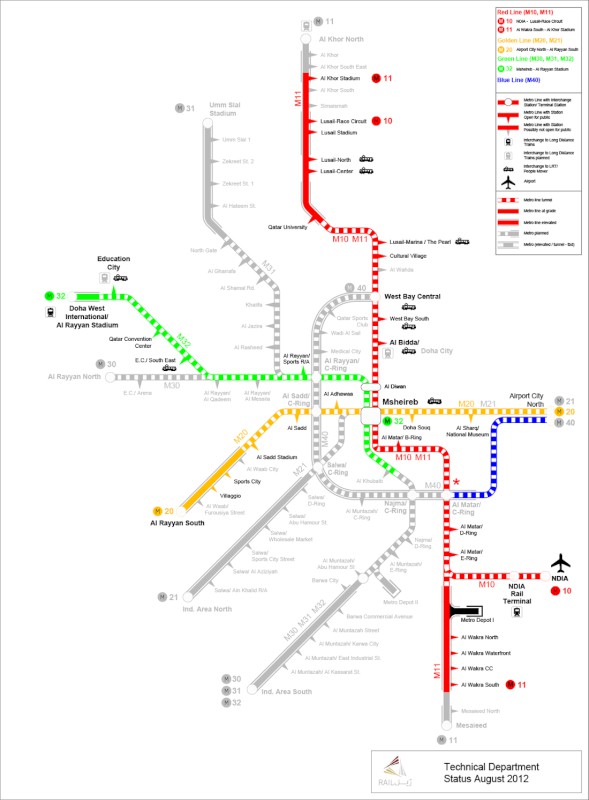 11
Al Khor North
Al Khor
Al Khor South East
Al Khor Stadium
11
Al Khor South
M11
Simaismah
Lusail-Race Circuit
10
Lusail Stadium
Lusail-North
Lusail-Center
Qatar University
M10 M11
Lusail-Marina / The Pearl
Cultural Village
Al Wahda
31
Umm Slal
Stadium
Umm Slal 1
Zekreet St. 2
Zekreet St. 1
Al Hateem St.
North Gate
M31
Al Gharrafa
Al Shamal Rd.
Khalifa
Al Jazira
Al Rasheed
Education
City
32
Doha West
International/
Al Rayyan Stadium
M32
Qatar Convention
Center
E.C./ South East
30
Al Rayyan North
E.C./ Arena
M30
Al Rayyan/
Al Qadeem
Al Rayyan/
Al Messila
Al Rayyan/
Sports R/A
40
Qatar Sports
Club
Wadi Al Sail
Medical City
Al Rayyan/
C-Ring
West Bay Central
West Bay South
Al Bidda/
Doha City
Al Diwan
Msheireb
32
Al Sadd/
C-Ring
Al Adhewaa
Al Sadd
M40
M20 M21
Doha Souq
Al Sharq/
National Museum
Airport City
North
21
20
40
M20
Al Sadd Stadium
Al Waab City
Sports City
Villaggio
Al Waab/
20
Al Rayyan South
Al Matar/ B-Ring
M10 M11
*
M21
Salwa/
C-Ring
Salwa/
D-Ring
Salwa/
Abu Hamour St.
Salwa/
Wholesale Market
Salwa/
Sports City Street
Salwa/ Al Aziziyah
Salwa/ bin Khalid R/A
21
Ind. Area North
Al Khulaib
Al Muntazah/
C-Ring
Najma/
C-Ring
M40
Al Matar/
C-Ring
Najma/
D-Ring
Al Matar/
D-Ring
Al Matar/
E-Ring
Al Muntazah/
E-Ring
Al Muntazah/
Abu Hamour St.
Barwa City
Metro Depot II
M30 M31 M32
Barwa Commercial Avenue
Al Muntazah Street
Al Muntazah/ Barwa City
Al Muntazah/ East Industrial St.
Al Muntazah/ Al Kassarat St.
30
31
32
Ind. Area South
M10
NDIA
10
NDIA
Rail
Terminal
Metro Depot I
Al Wakra North
Al Wakra Waterfront
Al Wakra CC
M11
Al Wakra South
11
Mesaieed North
Mesaieed
11
Red Line (M10, M11)
10 NDIA - Lusail-Race Circuit
11 Al Wakra South - Al Khor Stadium
Golden Line (M20, M21)
20 Airport City North - Al Rayyan South
Green Line (M30, M31, M32)
32 Msheireb - Al Rayyan Stadium
Blue Line (M40)
Metro Line with Interchange
Station/ Terminal Station
Metro Line with Station
Open for public
Metro Line with Station
Possibly not open for public
Interchange to Long Distance
Trains
Interchange to Long Distance
Trains planned
Interchange to LRT/
People Mover
Airport
Metro line tunnel
Metro line at grade
Metro line elevated
Metro planned
Metro (elevated / tunnel - tbd)
RAIL
Technical Department
Status August 2012